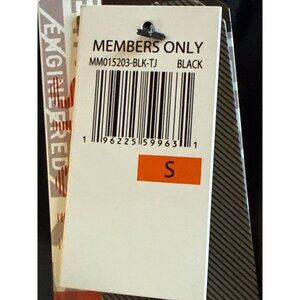 MEMBERS ONLY
MM015203-BLK-TJ BLACK
1 96225 59963 1
S
ENGINEERED